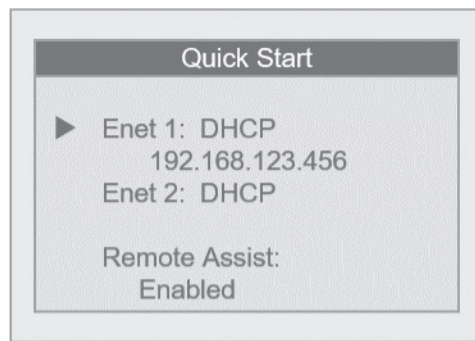 Quick Start
Enet 1: DHCP
192.168.123.456
Enet 2: DHCP
Remote Assist:
Enabled